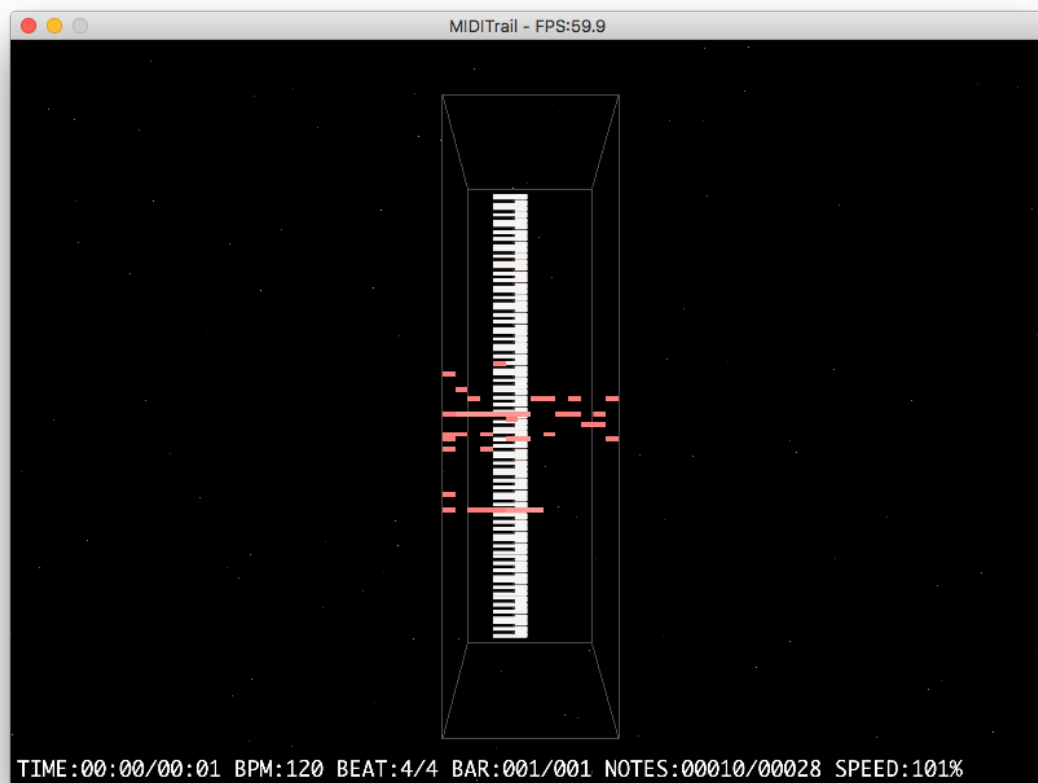 MIDITrail - FPS:59.9
TIME:00:00/00:01 BPM:120 BEAT:4/4 BAR:001/001 NOTES:00010/00028 SPEED:101%